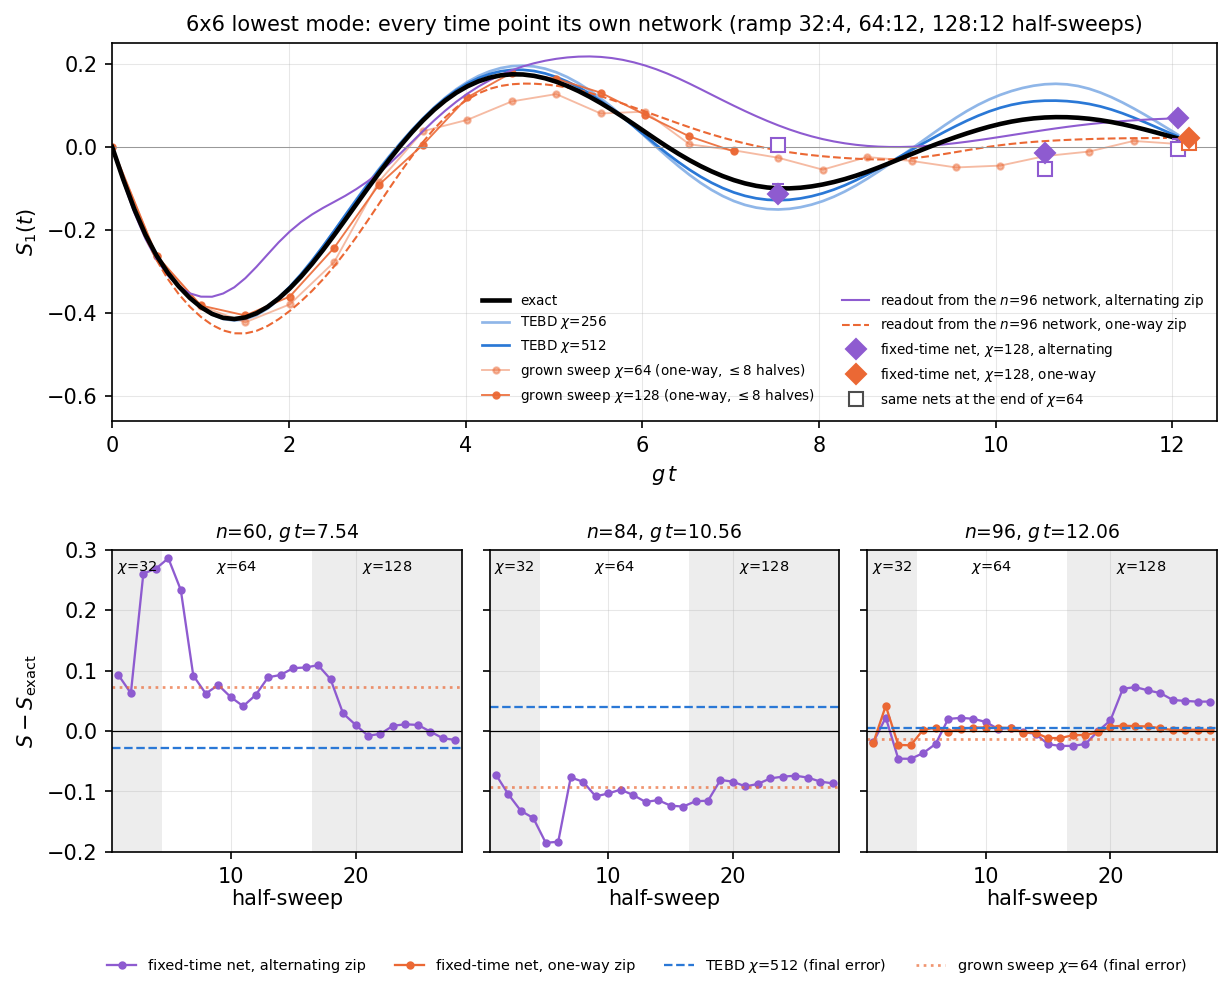 6x6 lowest mode: every time point its own network (ramp 32:4, 64:12, 128:12 half-sweeps)
0.2
0.0
−0.2
−0.4
−0.6
S₁(t)
exact
TEBD χ=256
TEBD χ=512
grown sweep χ=64 (one-way, ≤8 halves)
grown sweep χ=128 (one-way, ≤8 halves)
readout from the n=96 network, alternating zip
readout from the n=96 network, one-way zip
fixed-time net, χ=128, alternating
fixed-time net, χ=128, one-way
same nets at the end of χ=64
0 2 4 6 8 10 12
g t
n=60, g t=7.54
n=84, g t=10.56
n=96, g t=12.06
0.3
0.2
0.1
0.0
−0.1
−0.2
S − S_exact
χ=32 χ=64 χ=128
χ=32 χ=64 χ=128
χ=32 χ=64 χ=128
10 20
10 20
10 20
half-sweep
half-sweep
half-sweep
fixed-time net, alternating zip
fixed-time net, one-way zip
TEBD χ=512 (final error)
grown sweep χ=64 (final error)